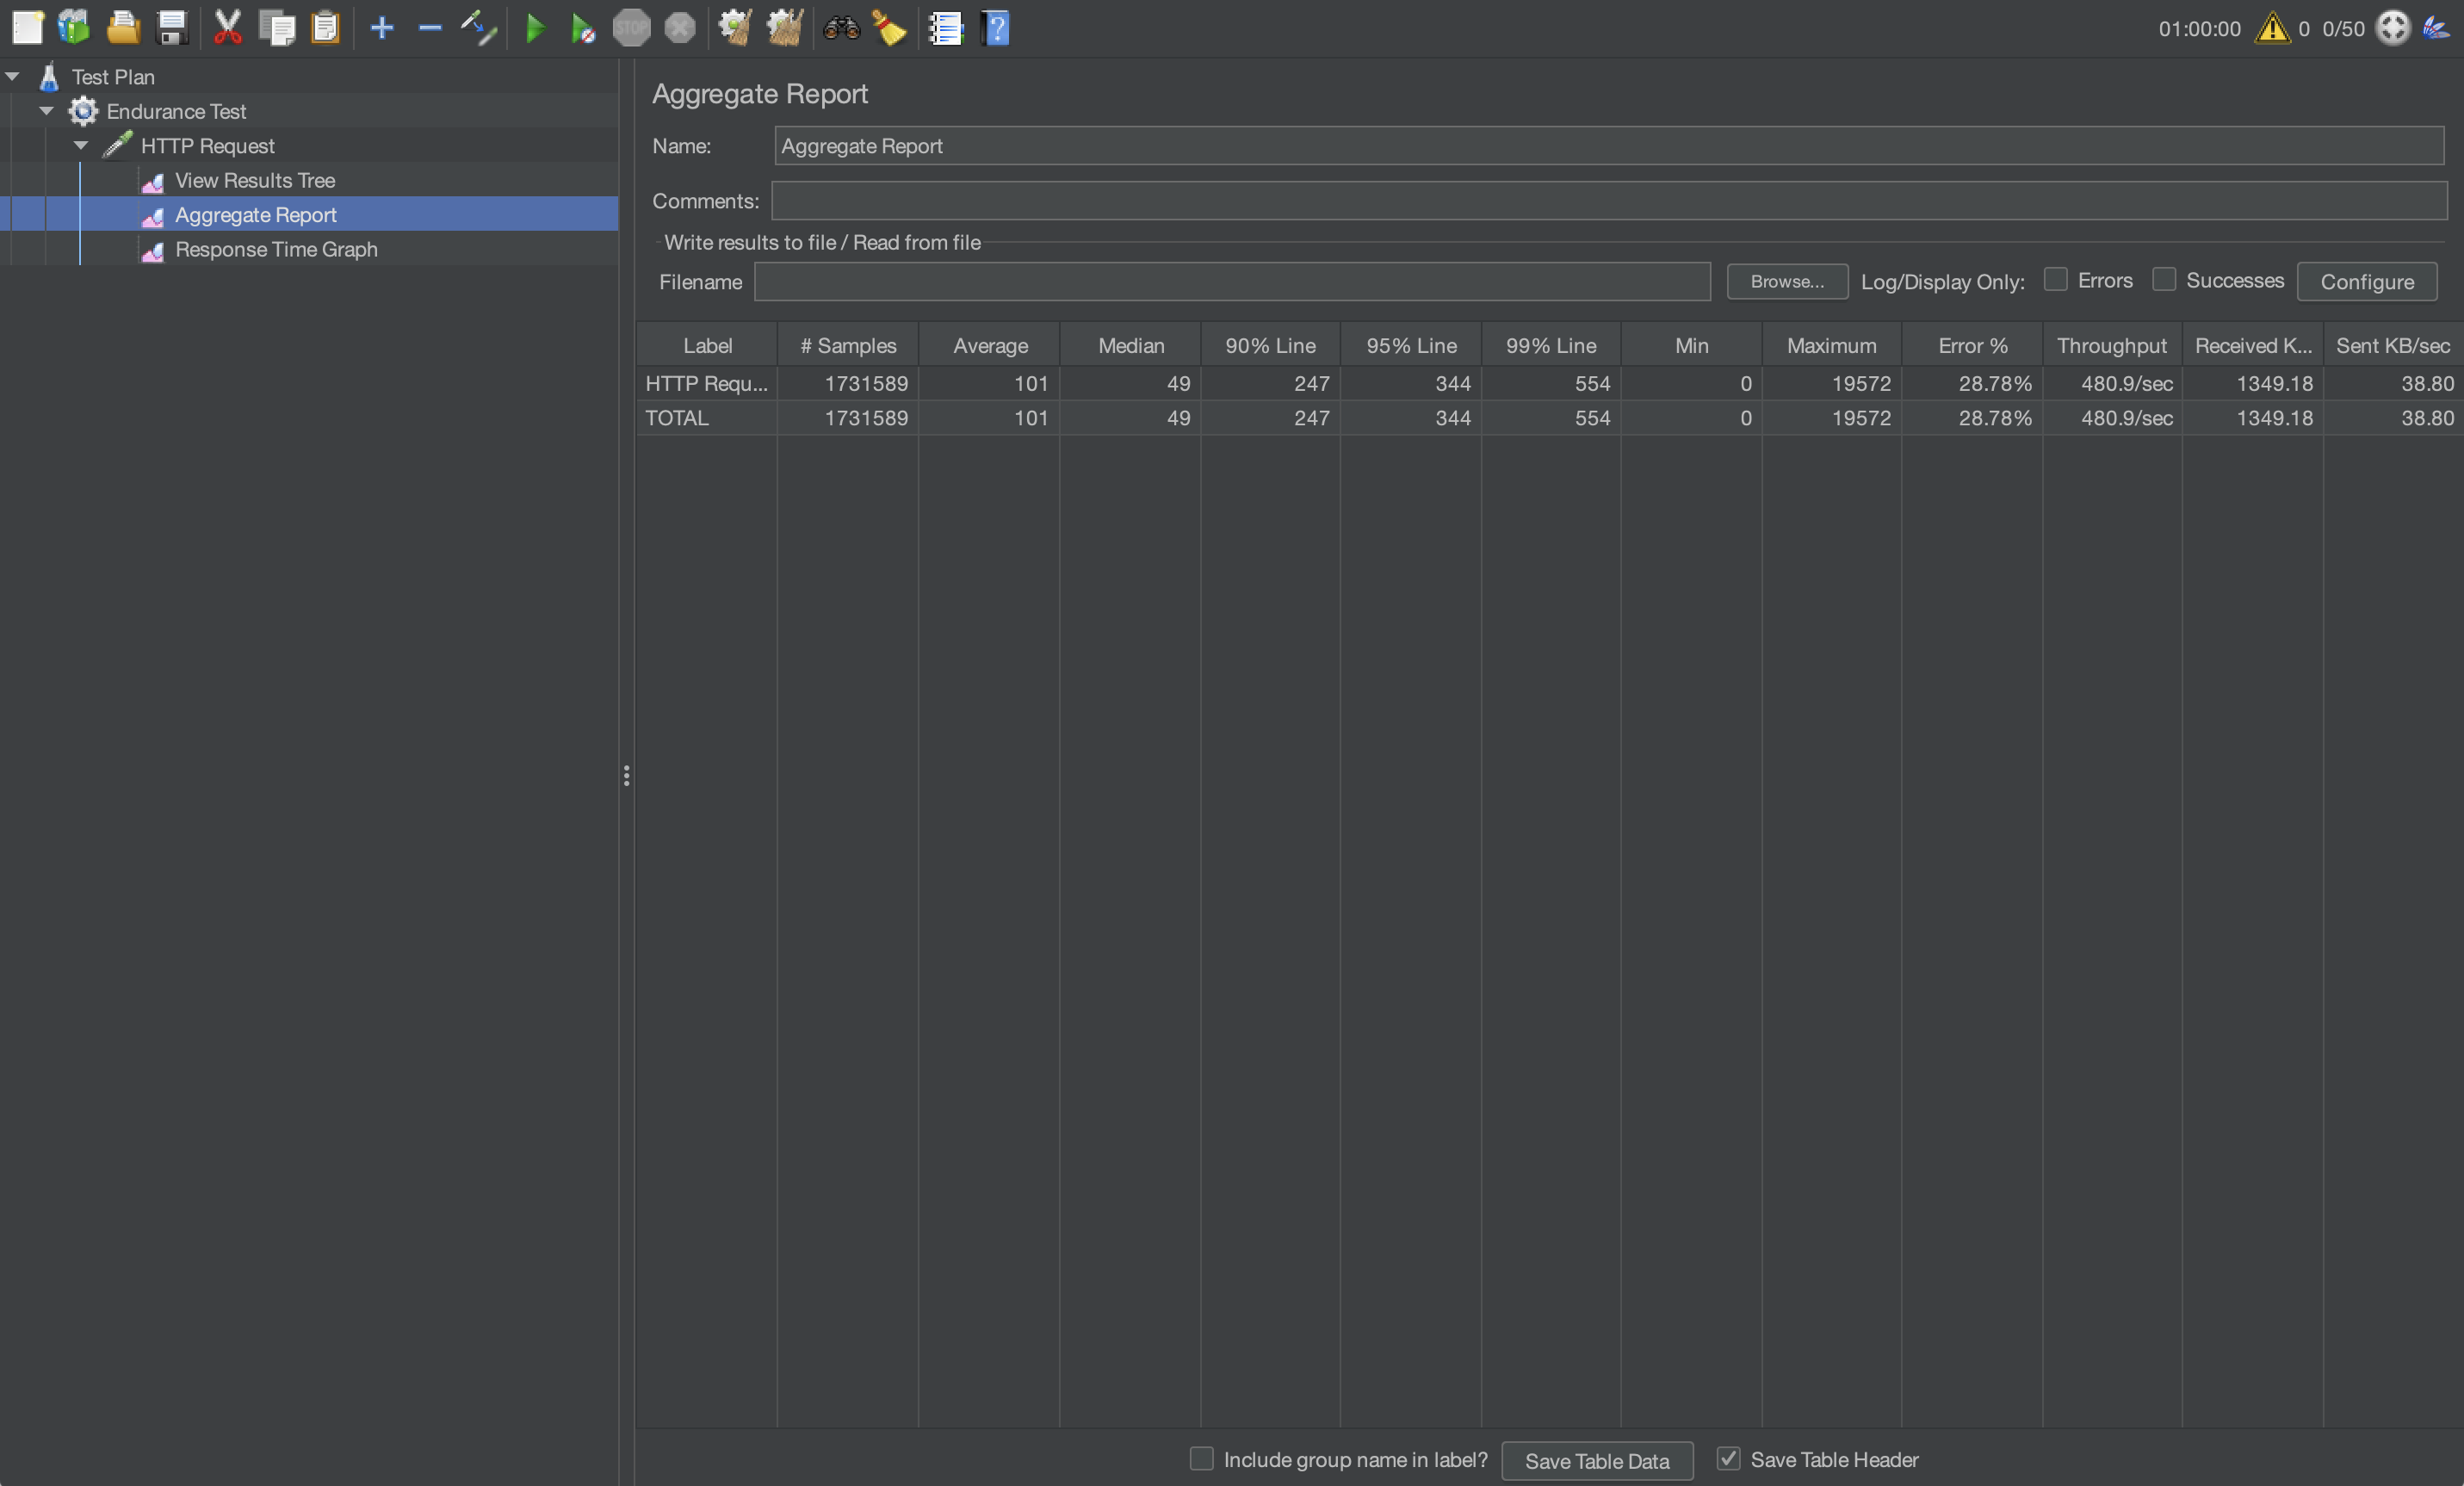 01:00:00 0 0/50
Test Plan
Endurance Test
HTTP Request
View Results Tree
Aggregate Report
Response Time Graph
Aggregate Report
Name: Aggregate Report
Comments:
Write results to file / Read from file
Filename Browse... Log/Display Only: Errors Successes Configure
Label # Samples Average Median 90% Line 95% Line 99% Line Min Maximum Error % Throughput Received K... Sent KB/sec
HTTP Requ... 1731589 101 49 247 344 554 0 19572 28.78% 480.9/sec 1349.18 38.80
TOTAL 1731589 101 49 247 344 554 0 19572 28.78% 480.9/sec 1349.18 38.80
Include group name in label? Save Table Data Save Table Header